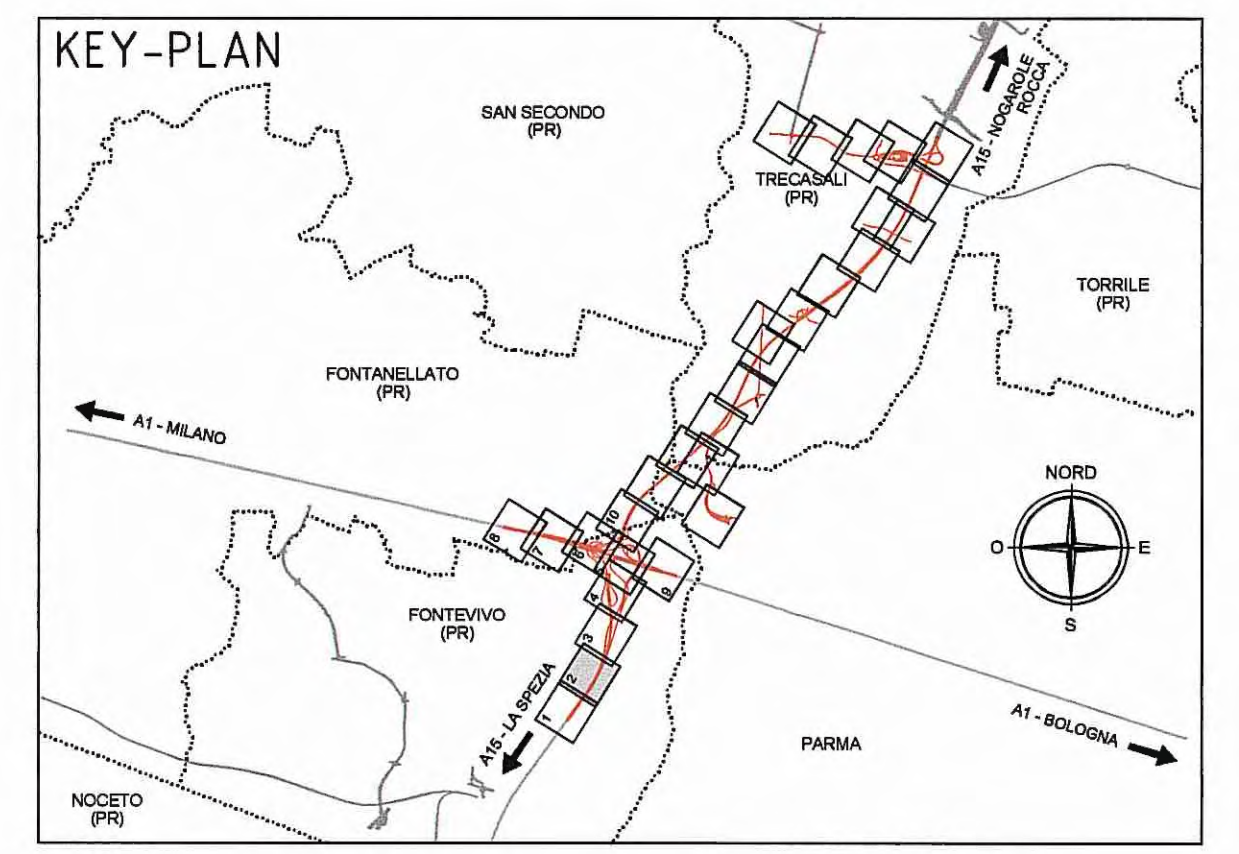 KEY-PLAN
SAN SECONDO
(PR)
A15 - NOGAROLE
ROCCA
TRECASALI
(PR)
TORRILE
(PR)
FONTANELLATO
(PR)
A1 - MILANO
NORD
O
E
S
10
8
7
6
5
9
4
FONTEVIVO
(PR)
3
2
1
A15 - LA SPEZIA
A1 - BOLOGNA
PARMA
NOCETO
(PR)